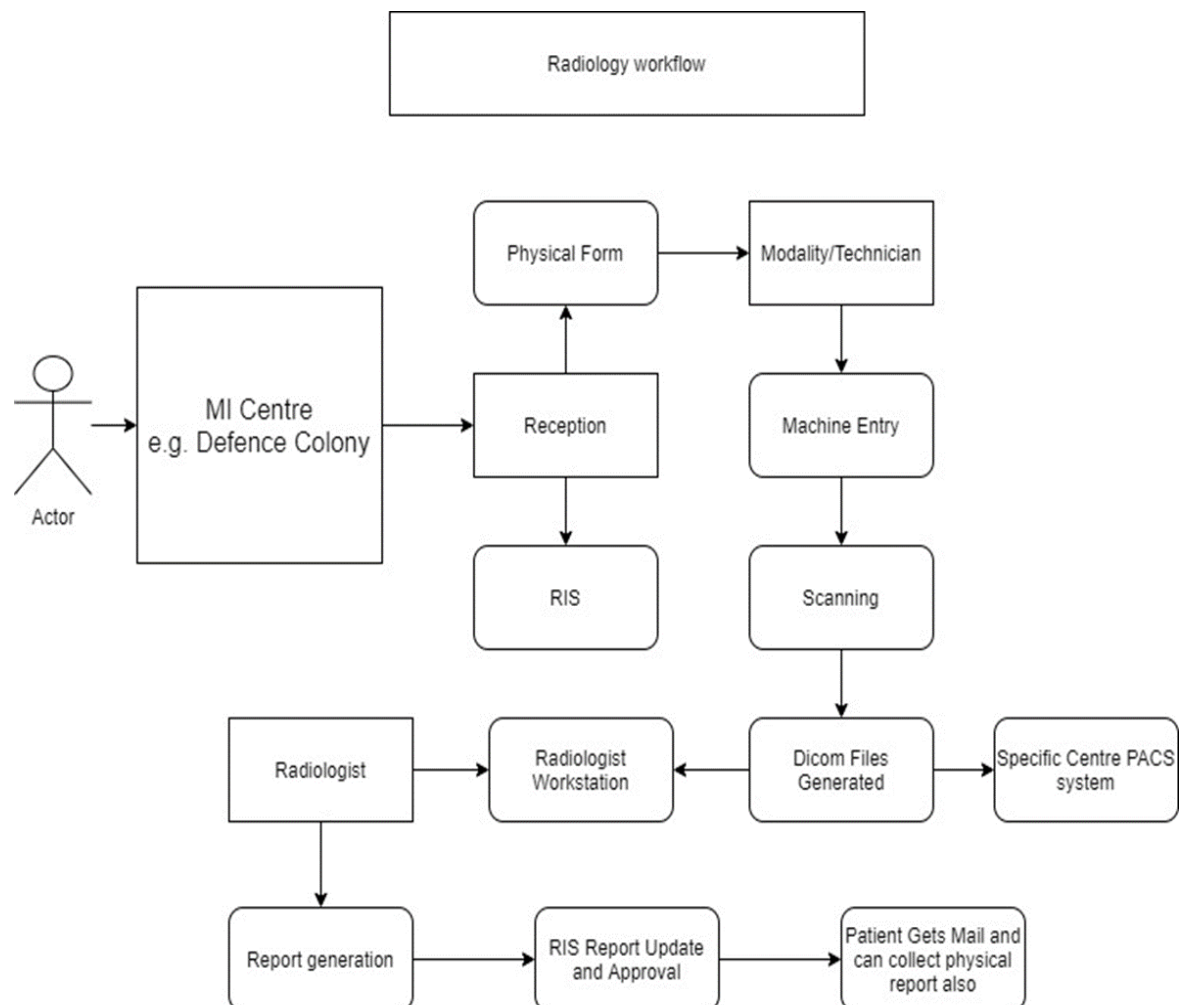 Radiology workflow
Physical Form
Modality/Technician
MI Centre
e.g. Defence Colony
Reception
Machine Entry
Actor
RIS
Scanning
Radiologist
Radiologist
Workstation
Dicom Files
Generated
Specific Centre PACS
system
Report generation
RIS Report Update
and Approval
Patient Gets Mail and
can collect physical
report also